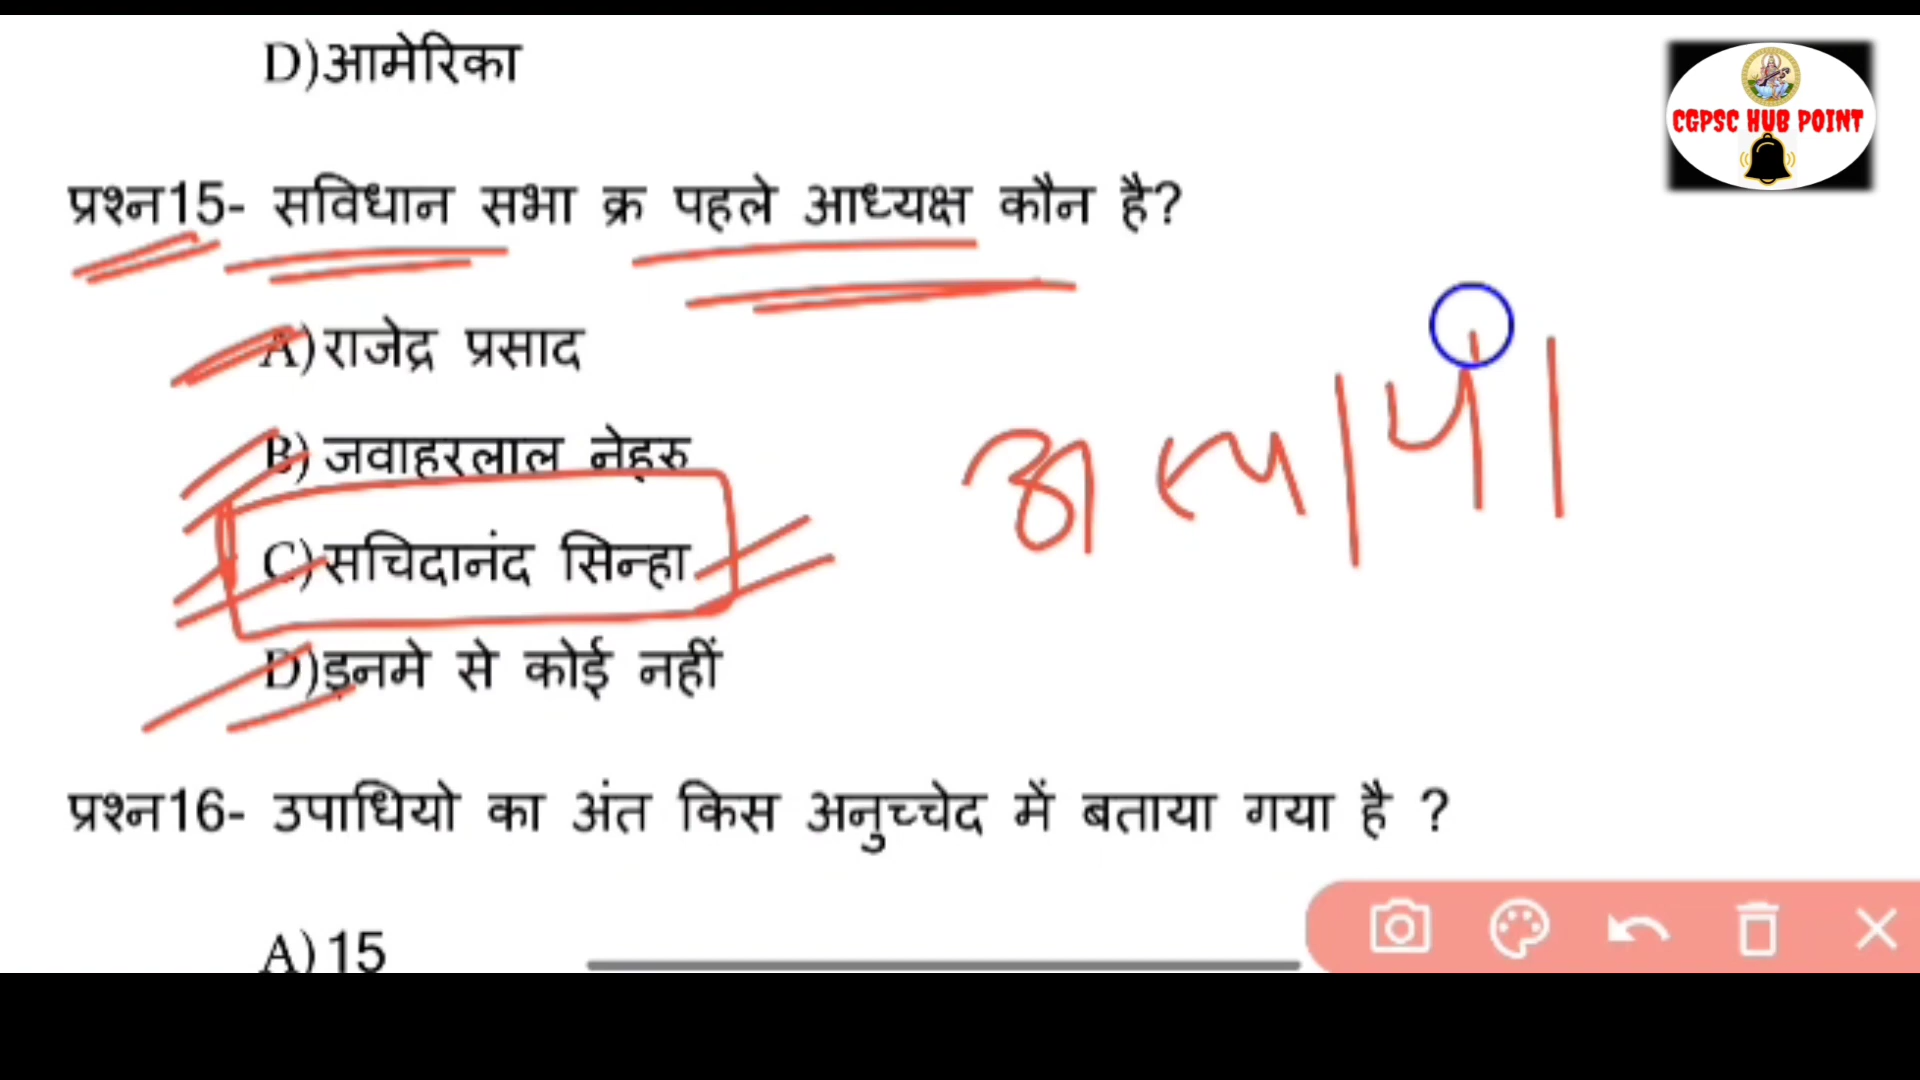 D)आमेरिका
CGPSC HUB POINT
प्रश्न15- सविधान सभा क्र पहले आध्यक्ष कौन है?
A)राजेद्र प्रसाद
B) जवाहरलाल नेहरु
C)सचिदानंद सिन्हा
D)इनमे से कोई नहीं
प्रश्न16- उपाधियो का अंत किस अनुच्चेद में बताया गया है ?
A)15